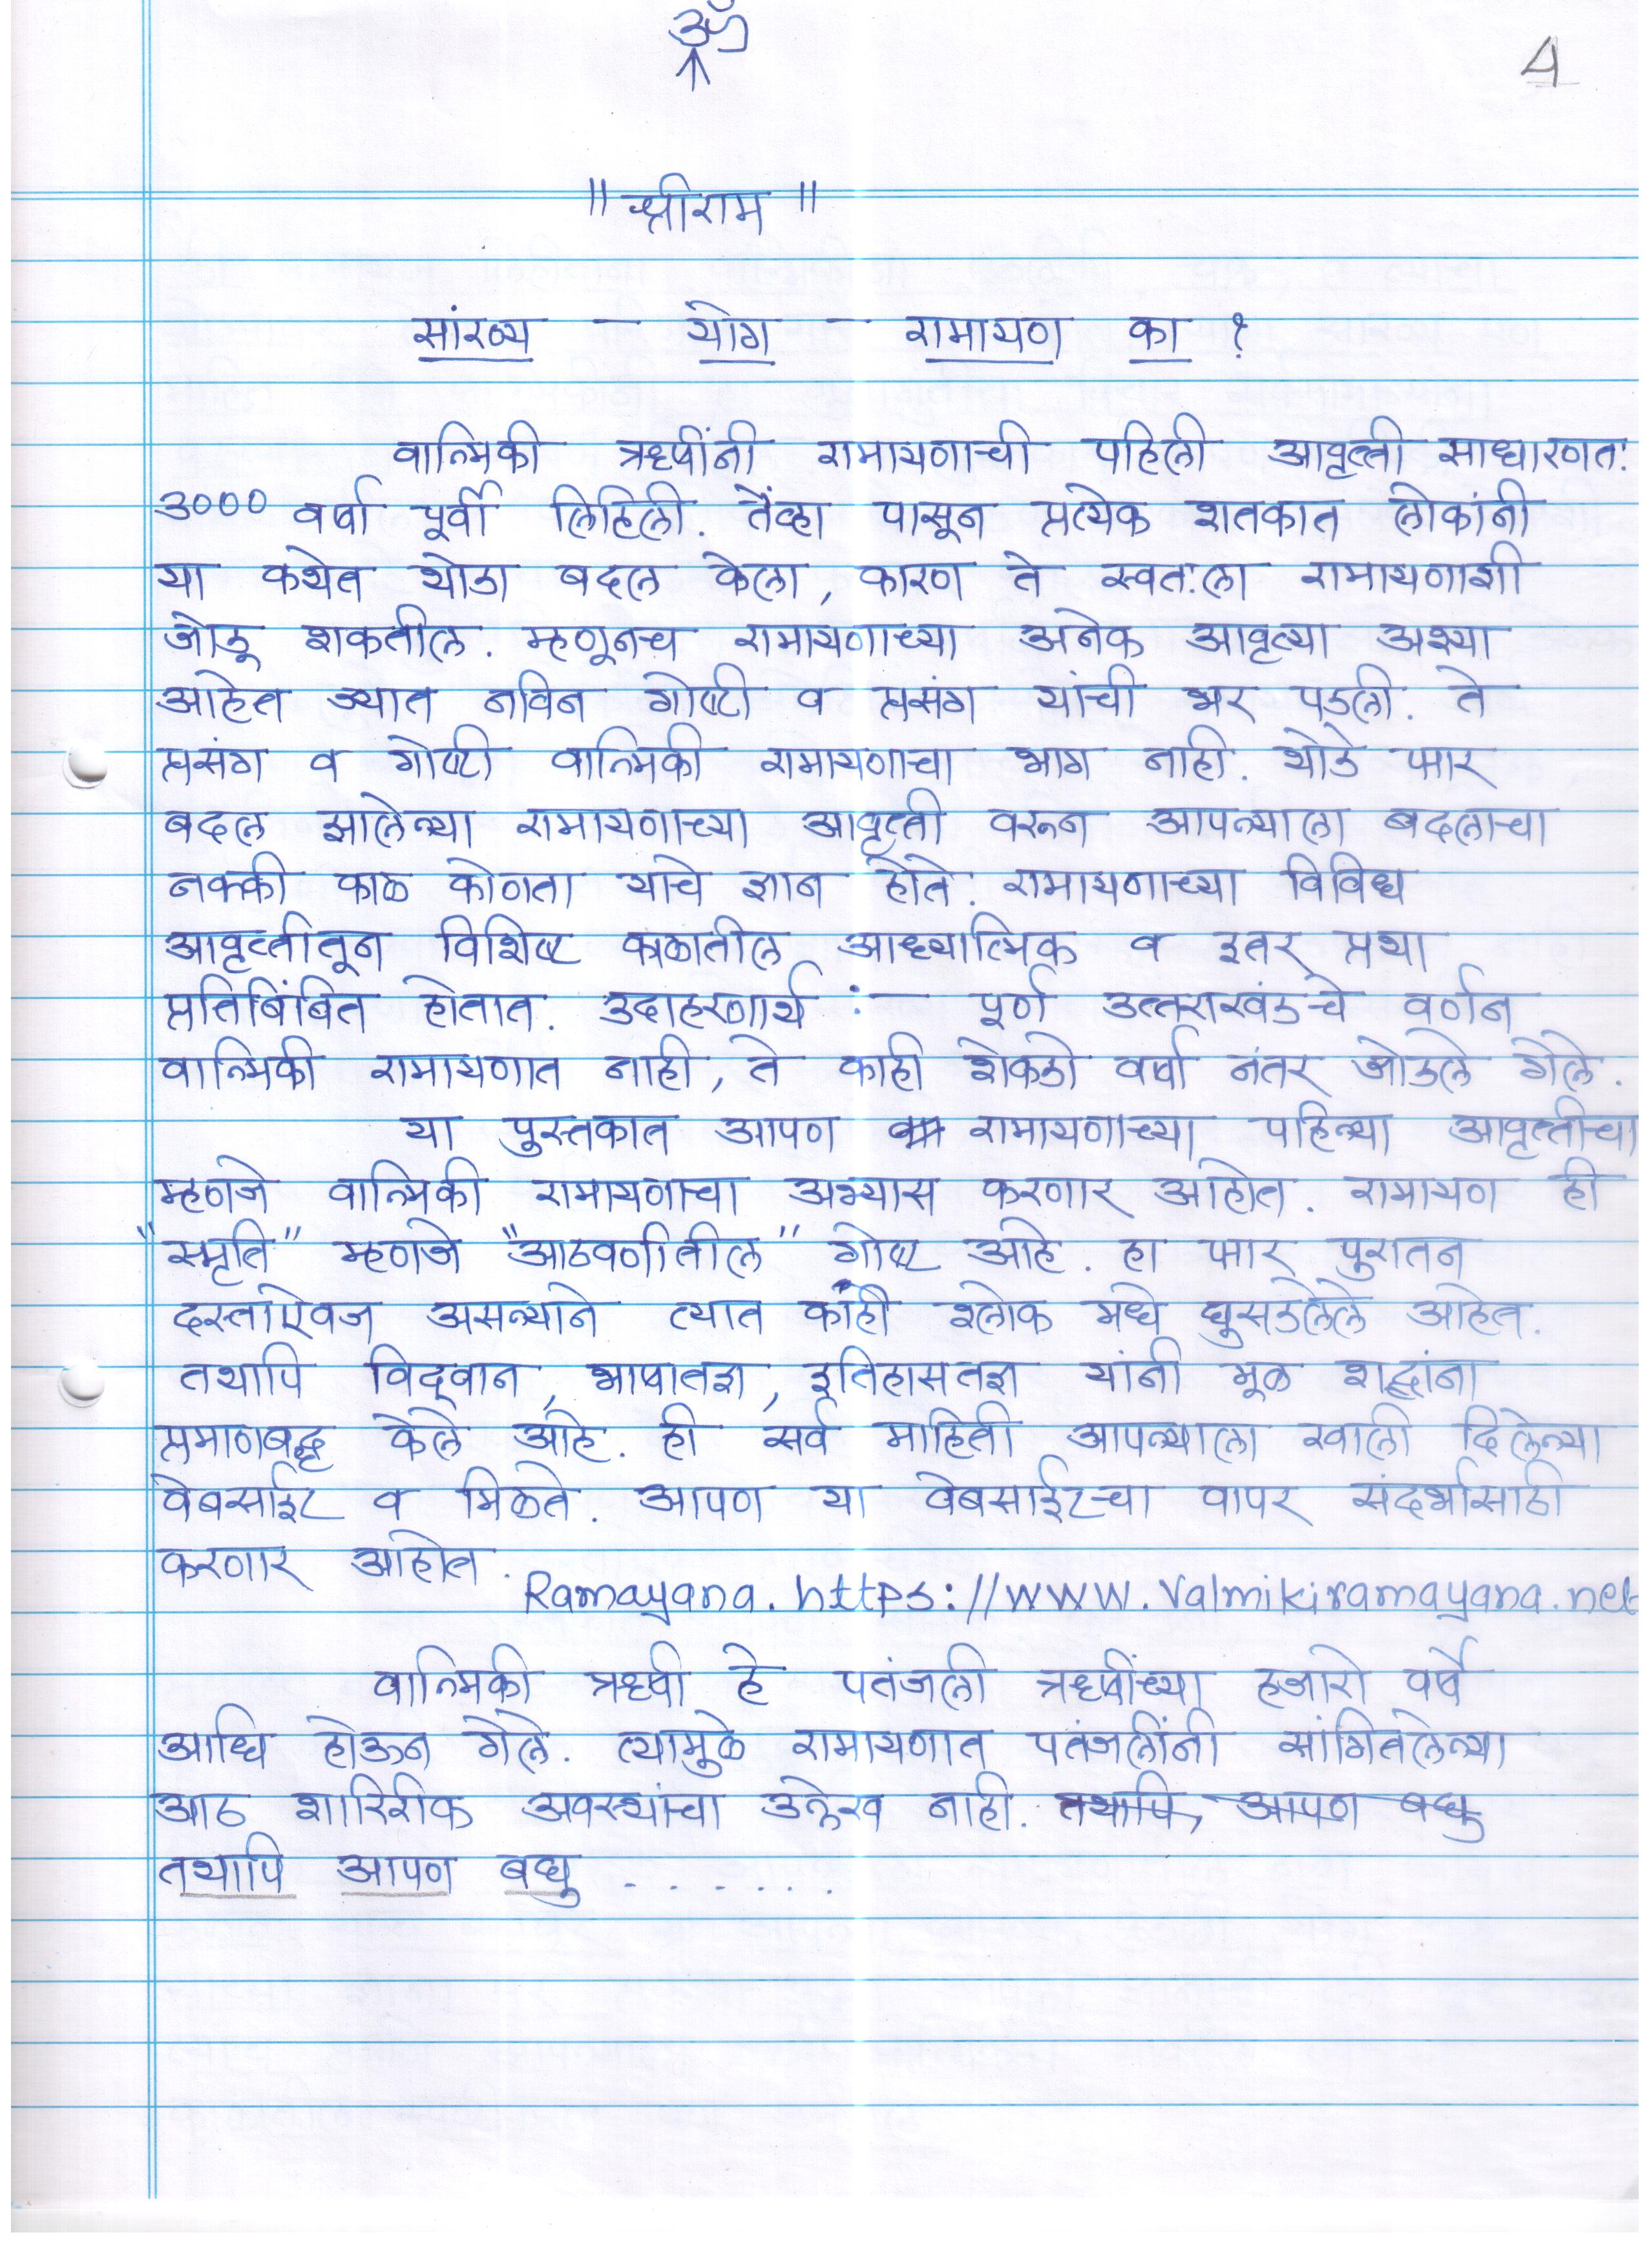 ॐ
4
॥ श्रीराम ॥
सांख्य - योग - रामायण का ?
वाल्मिकी ऋषींनी रामायणाची पहिली आवृत्ती साधारणत:
3000 वर्षा पूर्वी लिहिली. तेंव्हा पासून प्रत्येक शतकात लोकांनी
या कथेत थोडा बदल केला, कारण ते स्वत:ला रामायणाशी
जोडू शकतील. म्हणूनच रामायणाच्या अनेक आवृत्या अश्या
आहेत ज्यात नविन गोष्टी व प्रसंग यांची भर पडली. ते
प्रसंग व गोष्टी वाल्मिकी रामायणाचा भाग नाही. थोडे फार
बदल झालेल्या रामायणाच्या आवृत्ती वरून आपल्याला बदलाचा
नक्की काळ कोणता याचे ज्ञान होते. रामायणाच्या विविध
आवृत्तीतून विशिष्ट काळातील आध्यात्मिक व इतर प्रथा
प्रतिबिंबित होतात. उदाहरणार्थ :- पूर्ण उत्तराखंडचे वर्णन
वाल्मिकी रामायणात नाही, ते काही शेकडो वर्षा नंतर जोडले गेले.
या पुस्तकात आपण रामायणाच्या पहिल्या आवृत्तीचा
म्हणजे वाल्मिकी रामायणाचा अभ्यास करणार आहोत. रामायण ही
"स्मृति" म्हणजे "आठवणीतील" गोष्ट आहे. हा फार पुरातन
दस्ताऐवज असल्याने त्यात काही श्लोक मधे घुसडलेले आहेत.
तथापि विद्वान, भाषातज्ञ, इतिहासतज्ञ यांनी मूळ शब्दांना
प्रमाणबद्ध केले आहे. ही सर्व माहिती आपल्याला खाली दिलेल्या
वेबसाईट व मिळते. आपण या वेबसाईटचा वापर संदर्भासाठी
करणार आहोत.
Ramayana. https://www.valmikiramayana.net
वाल्मिकी ऋषी हे पतंजली ऋषींच्या हजारो वर्षे
आधि होऊन गेले. त्यामुळे रामायणात पतंजलींनी सांगितलेल्या
आठ शारिरीक अवस्थांचा उल्लेख नाही. तथापि, आपण बघु
तथापि आपण बघु . . . . . .